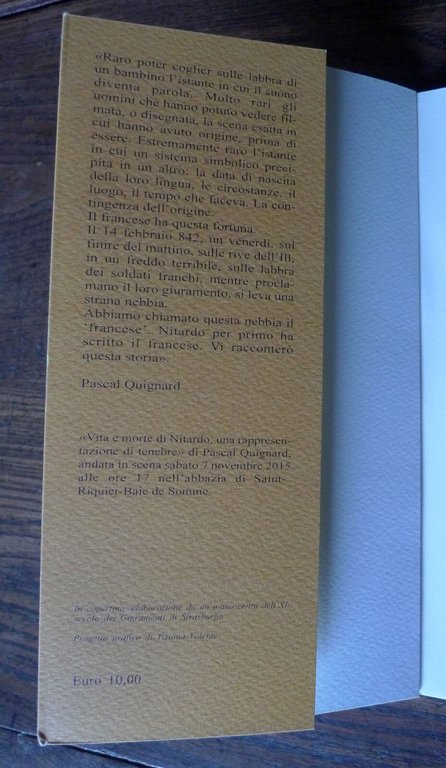 «Raro poter coglier sulle labbra di
un bambino l'istante in cui il suono
diventa parola. Molto rari gli
uomini che hanno potuto vedere fil-
mata, o disegnata, la scena esatta in
cui hanno avuto origine, prima di
essere. Estremamente raro l'istante
in cui un sistema simbolico preci-
pita in un altro: la data di nascita
della loro lingua, le circostanze, il
luogo, il tempo che faceva. La con-
tingenza dell'origine.
Il francese ha questa fortuna.
Il 14 febbraio 842, un venerdì, sul
finire del mattino, sulle rive dell'Ill,
in un freddo terribile, sulle labbra
dei soldati franchi, mentre procla-
mano il loro giuramento, si leva una
strana nebbia.
Abbiamo chiamato questa nebbia il
'francese'. Nitardo per primo ha
scritto il francese. Vi racconterò
questa storia».
Pascal Quignard
«Vita e morte di Nitardo, una rappresen-
tazione di tenebre» di Pascal Quignard,
andata in scena sabato 7 novembre 2015
alle ore 17 nell'abbazia di Saint-
Riquier-Baie de Somme.
In copertina, elaborazione da un manoscritto dell'XI
secolo dei Giuramenti di Strasburgo
Progetto grafico di Tiziana Valente
Euro 10,00